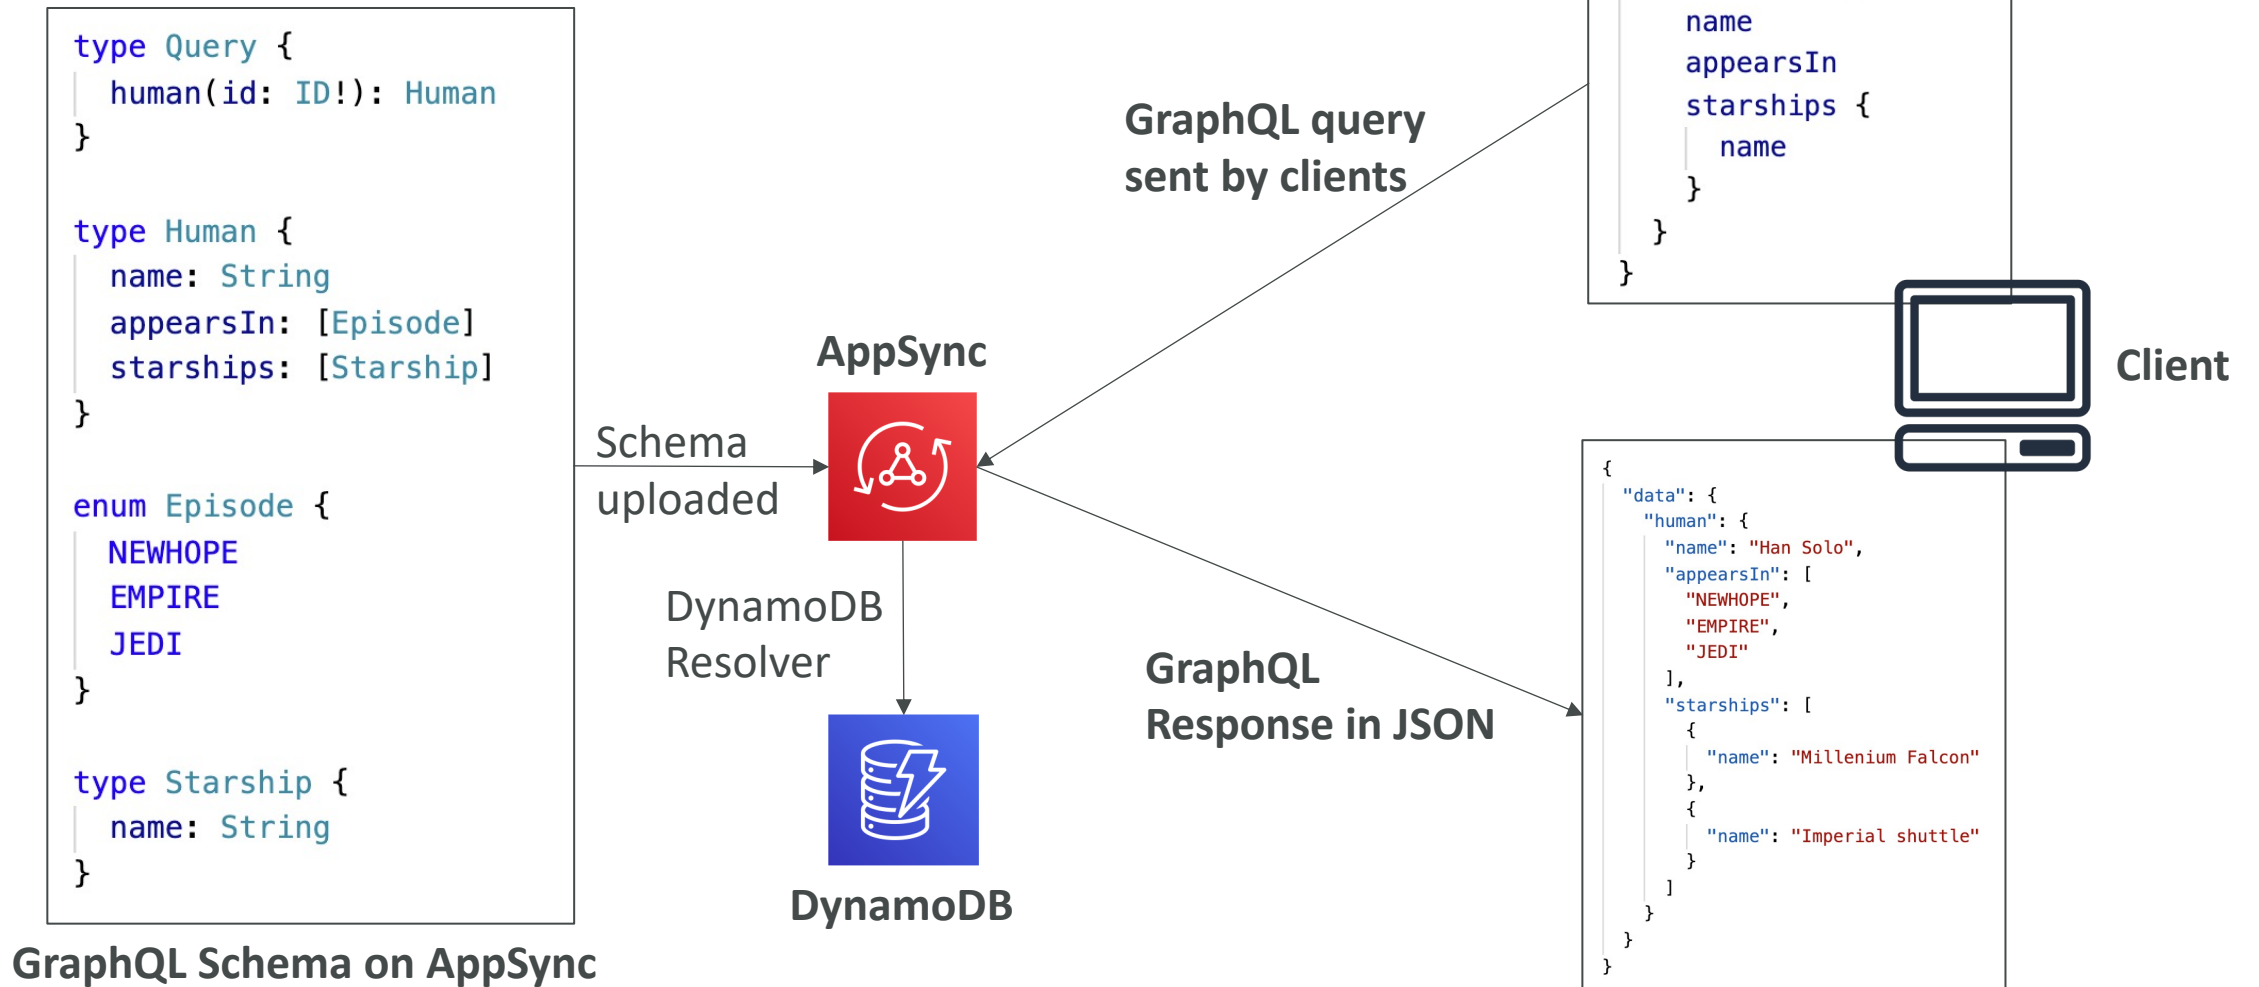 type Query {
human(id: ID!): Human
}
type Human {
name: String
appearsIn: [Episode]
starships: [Starship]
}
enum Episode {
NEWHOPE
EMPIRE
JEDI
}
type Starship {
name: String
}
GraphQL Schema on AppSync
Schema
uploaded
AppSync
DynamoDB
Resolver
DynamoDB
GraphQL query
sent by clients
name
appearsIn
starships {
name
}
}
}
Client
GraphQL
Response in JSON
{
"data": {
"human": {
"name": "Han Solo",
"appearsIn": [
"NEWHOPE",
"EMPIRE",
"JEDI"
],
"starships": [
{
"name": "Millenium Falcon"
},
{
"name": "Imperial shuttle"
}
]
}
}
}